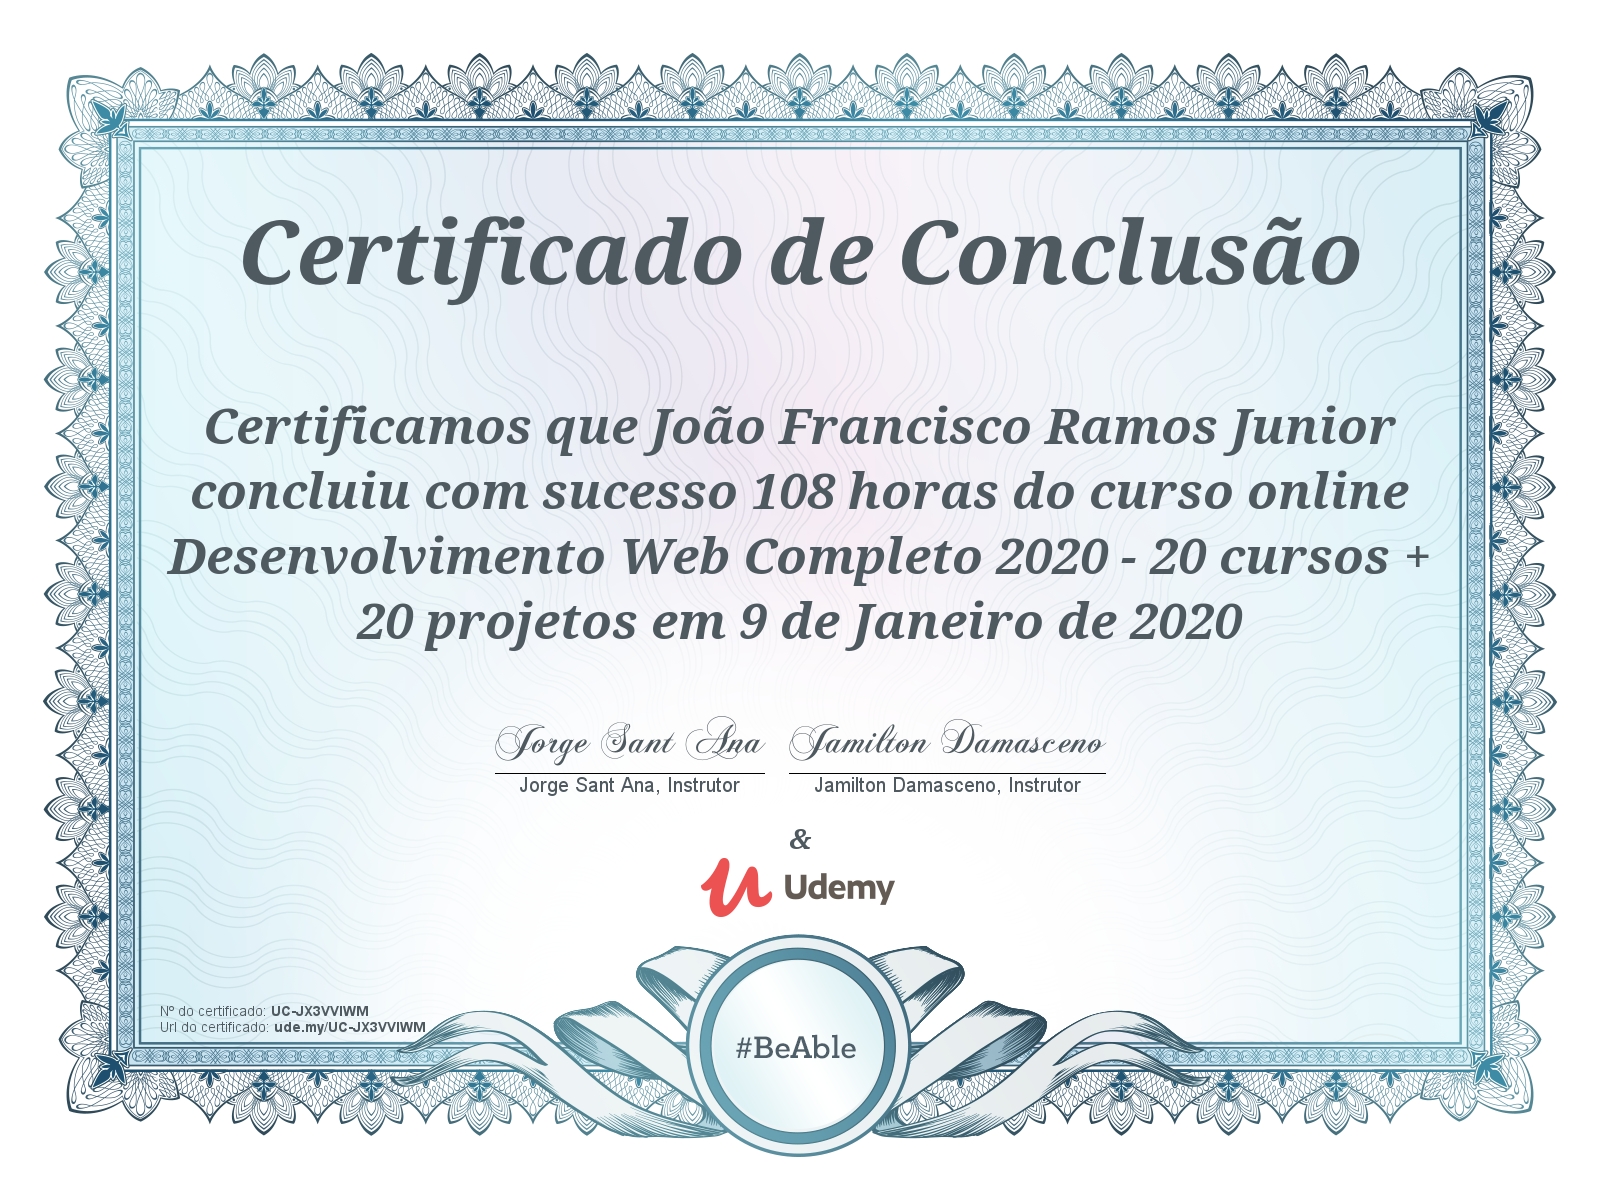 Certificado de Conclusão
Certificamos que João Francisco Ramos Junior
concluiu com sucesso 108 horas do curso online
Desenvolvimento Web Completo 2020 - 20 cursos +
20 projetos em 9 de Janeiro de 2020
Jorge Sant Ana Jamilton Damasceno
Jorge Sant Ana, Instrutor Jamilton Damasceno, Instrutor
&
Udemy
Nº do certificado: UC-JX3VVIWM
Url do certificado: ude.my/UC-JX3VVIWM
#BeAble